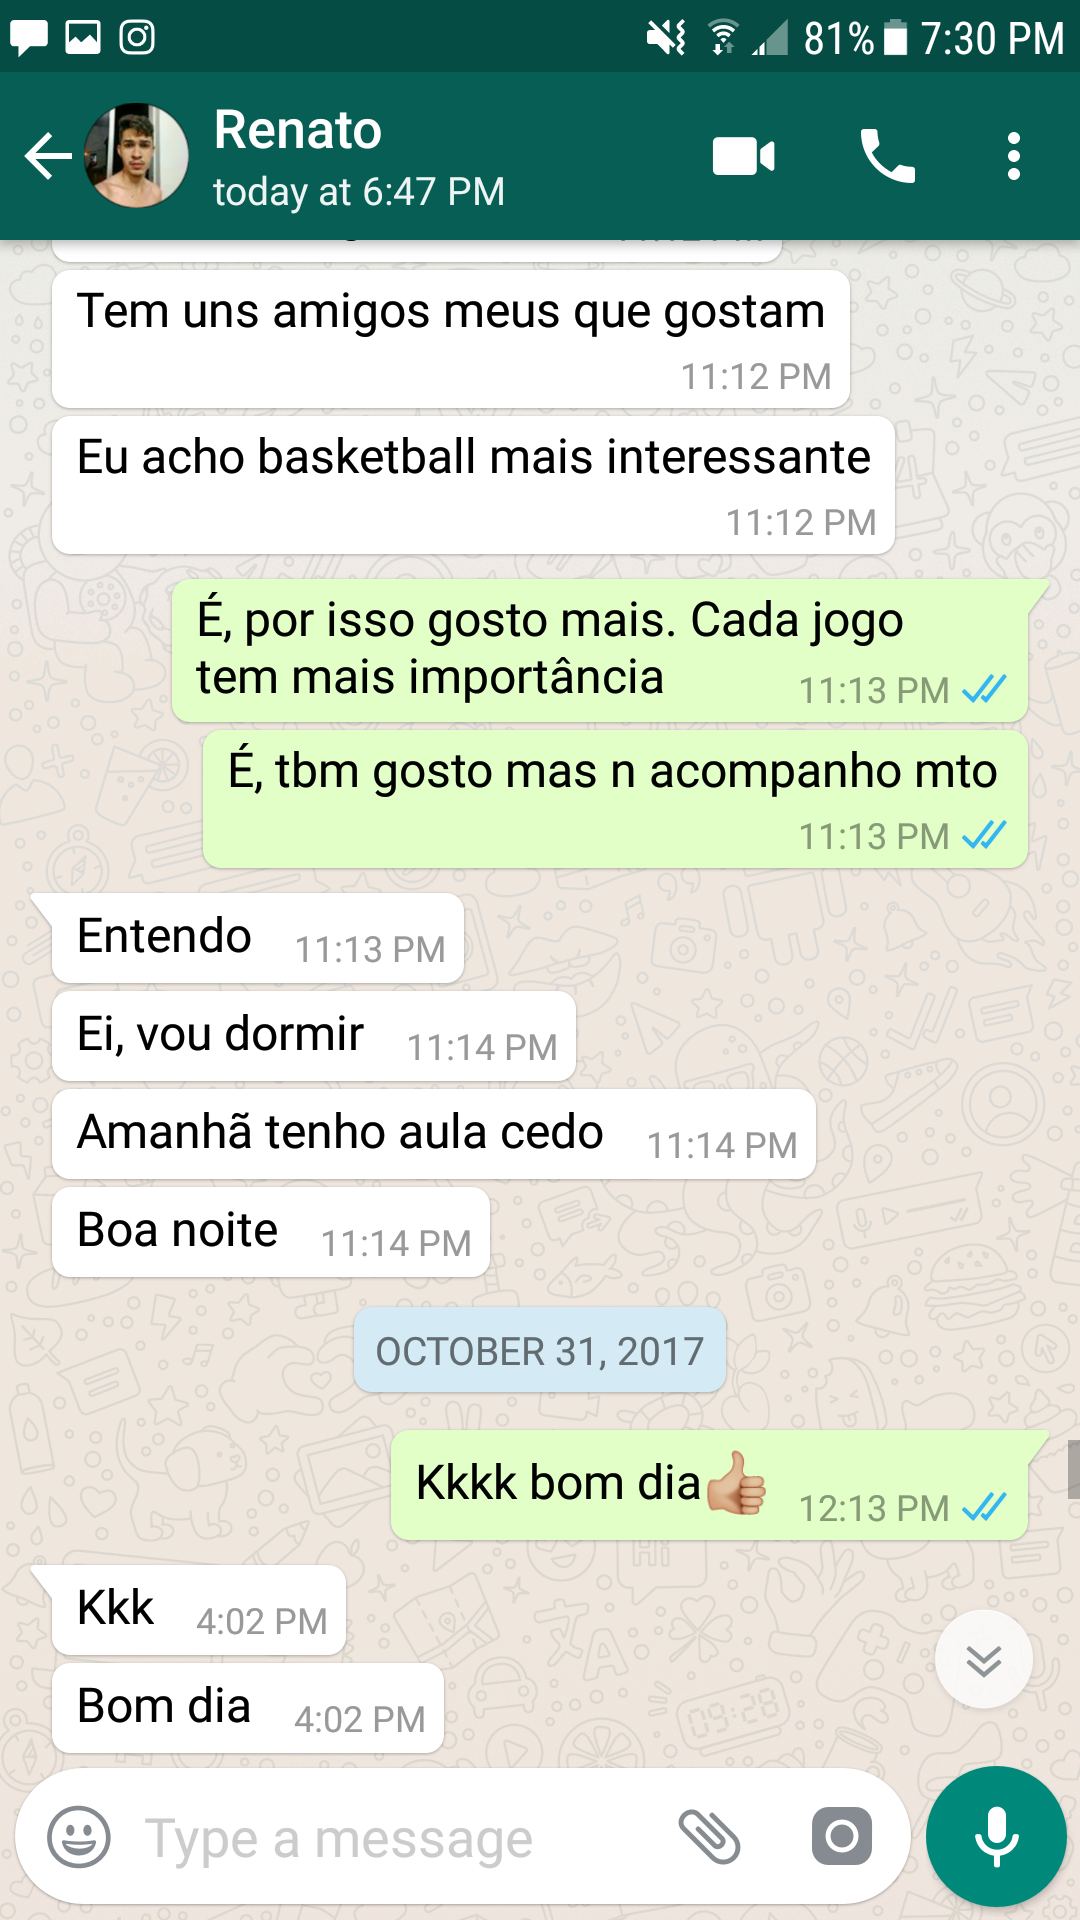 81% 7:30 PM
Renato
today at 6:47 PM
Tem uns amigos meus que gostam
11:12 PM
Eu acho basketball mais interessante
11:12 PM
É, por isso gosto mais. Cada jogo
tem mais importância 11:13 PM
É, tbm gosto mas n acompanho mto
11:13 PM
Entendo 11:13 PM
Ei, vou dormir 11:14 PM
Amanhã tenho aula cedo 11:14 PM
Boa noite 11:14 PM
OCTOBER 31, 2017
Kkkk bom dia👍🏼 12:13 PM
Kkk 4:02 PM
Bom dia 4:02 PM
Type a message